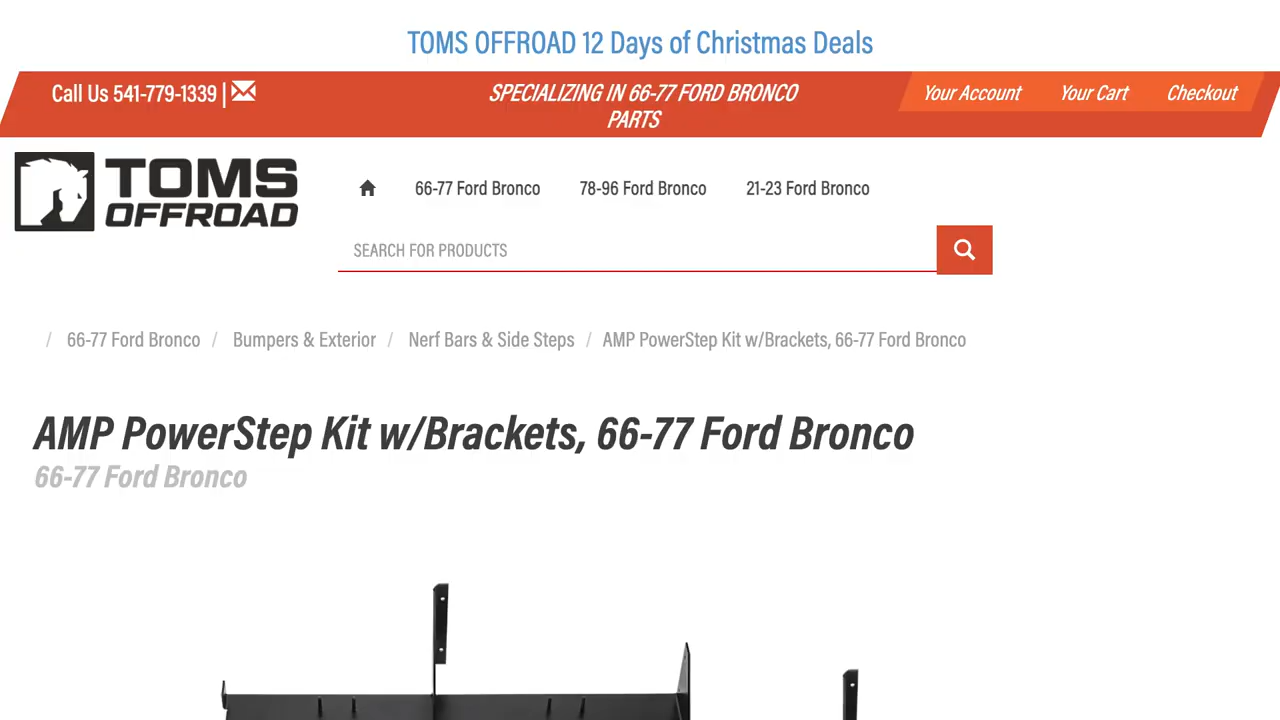 TOMS OFFROAD 12 Days of Christmas Deals
Call Us 541-779-1339 |
SPECIALIZING IN 66-77 FORD BRONCO
PARTS
Your Account
Your Cart
Checkout
TOMS
OFFROAD
66-77 Ford Bronco
78-96 Ford Bronco
21-23 Ford Bronco
SEARCH FOR PRODUCTS
/ 66-77 Ford Bronco / Bumpers & Exterior / Nerf Bars & Side Steps / AMP PowerStep Kit w/Brackets, 66-77 Ford Bronco
AMP PowerStep Kit w/Brackets, 66-77 Ford Bronco
66-77 Ford Bronco